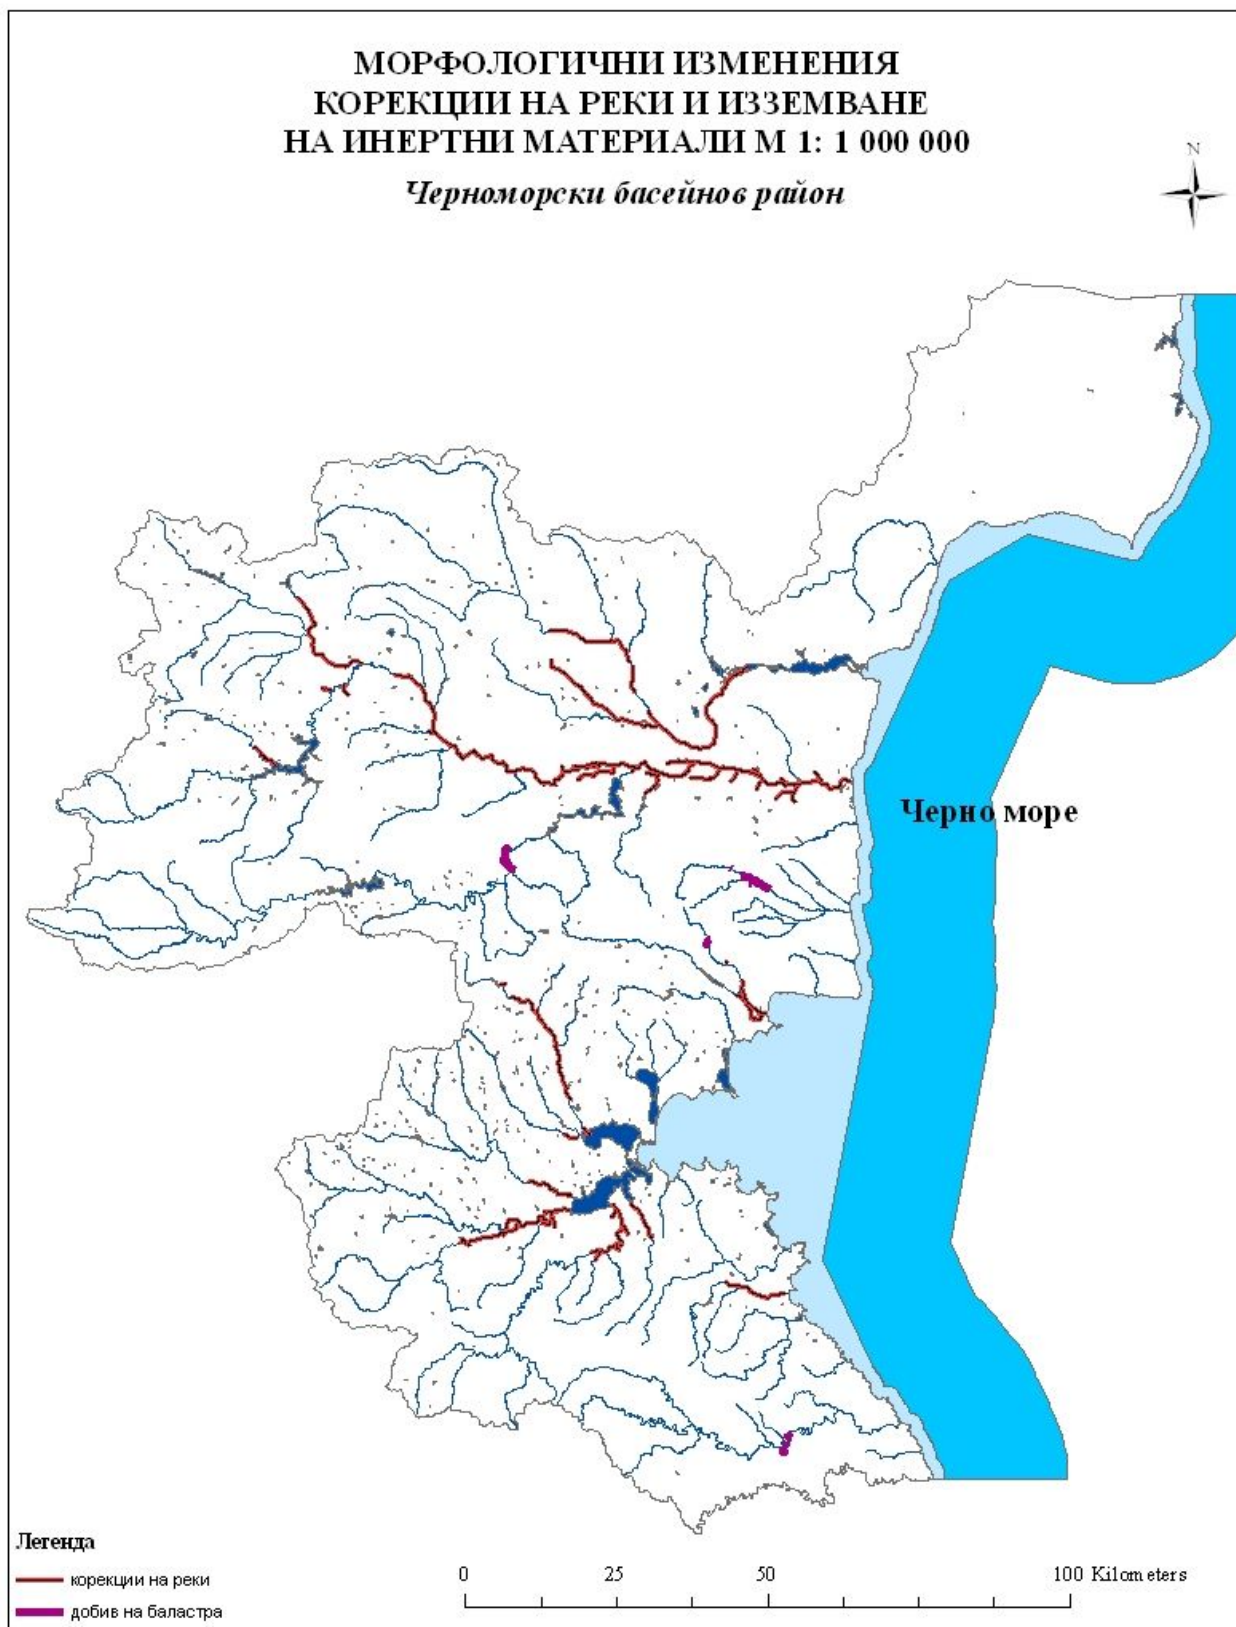 МОРФОЛОГИЧНИ ИЗМЕНЕНИЯ
КОРЕКЦИИ НА РЕКИ И ИЗЗЕМВАНЕ
НА ИНЕРТНИ МАТЕРИАЛИ М 1: 1 000 000
Черноморски басейнов район
N
Черно море
Легенда
корекции на реки
добив на баластра
0 25 50 100 Kilometers